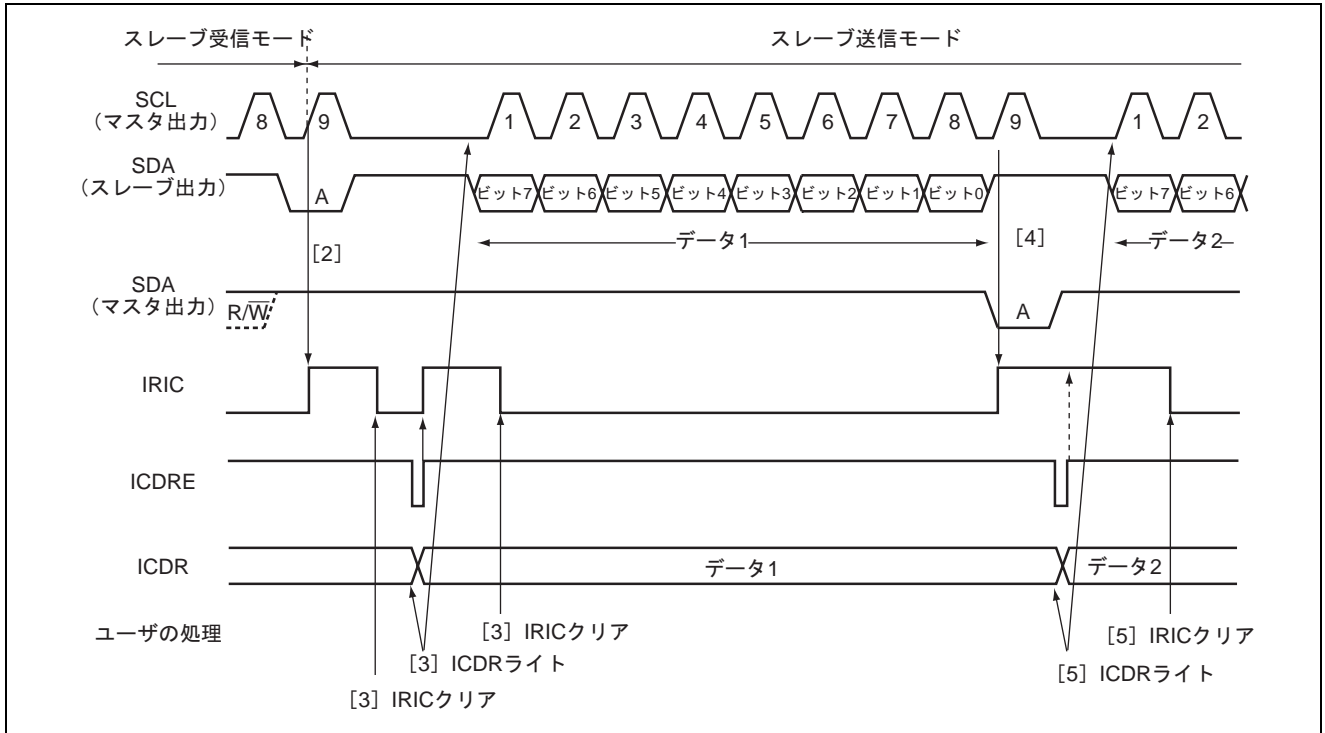 スレーブ受信モード
スレーブ送信モード
SCL
（マスタ出力）
8 9 1 2 3 4 5 6 7 8 9 1 2
SDA
（スレーブ出力）
A ビット7 ビット6 ビット5 ビット4 ビット3 ビット2 ビット1 ビット0 ビット7 ビット6
[2]
データ1
[4]
データ2
SDA
（マスタ出力）
R/W̅
A
IRIC
ICDRE
ICDR
データ1
データ2
ユーザの処理
[3] IRICクリア
[3] ICDRライト
[3] IRICクリア
[5] IRICクリア
[5] ICDRライト